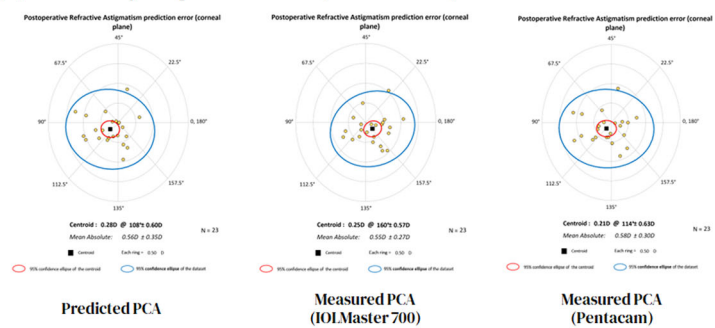 Postoperative Refractive Astigmatism prediction error (corneal
plane)
45°
67.5°
22.5°
90°
0, 180°
112.5°
157.5°
135°
Centroid : 0.28D @ 108°± 0.60 D
Mean Absolute: 0.56D ± 0.35D
N = 23
Centroid
Each ring = 0.50 D
95% confidence ellipse of the centroid
95% confidence ellipse of the dataset
Predicted PCA
Postoperative Refractive Astigmatism prediction error (corneal
plane)
45°
67.5°
22.5°
90°
0, 180°
112.5°
157.5°
135°
Centroid : 0.25D @ 160°± 0.57D
Mean Absolute: 0.55D ± 0.27D
N = 23
Centroid
Each ring = 0.50 D
95% confidence ellipse of the centroid
95% confidence ellipse of the dataset
Measured PCA
(IOLMaster 700)
Postoperative Refractive Astigmatism prediction error (corneal
plane)
45°
67.5°
22.5°
90°
0, 180°
112.5°
157.5°
135°
Centroid : 0.21D @ 114°± 0.63D
Mean Absolute: 0.58D ± 0.30D
N = 23
Centroid
Each ring = 0.50 D
95% confidence ellipse of the centroid
95% confidence ellipse of the dataset
Measured PCA
(Pentacam)